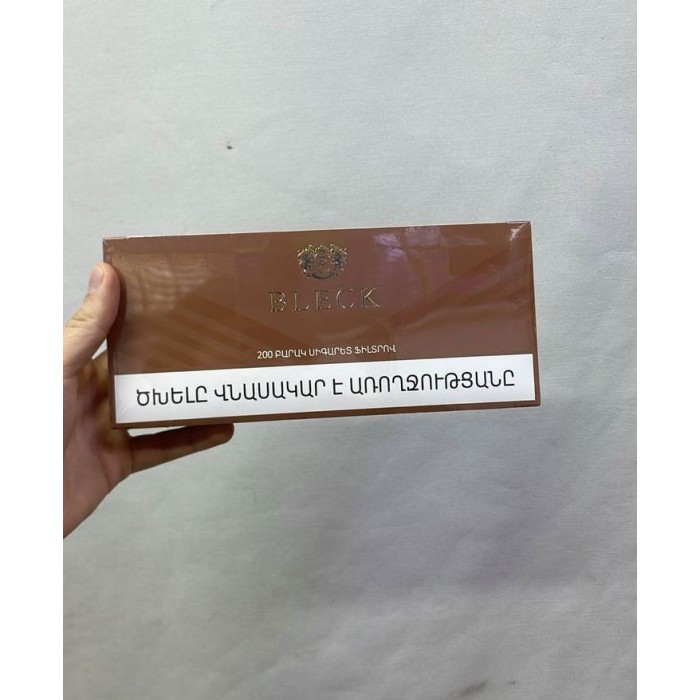 BLECK
200 ԲԱՐԱԿ ՍԻԳԱՐԵՏ ՖԻԼՏՐՈՎ
ԾԽԵԼԸ ՎՆԱՍԱԿԱՐ Է ԱՌՈՂՋՈՒԹՅԱՆԸ